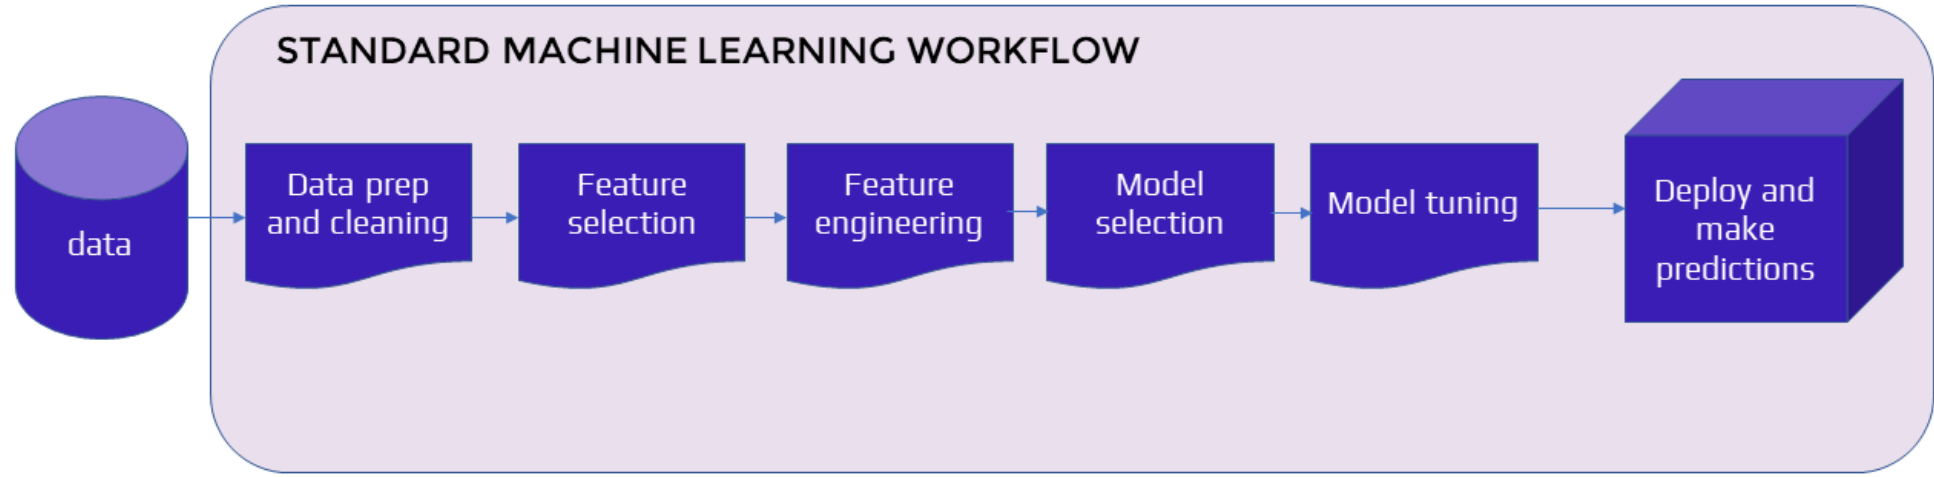 STANDARD MACHINE LEARNING WORKFLOW
data
Data prep
and cleaning
Feature
selection
Feature
engineering
Model
selection
Model tuning
Deploy and
make
predictions